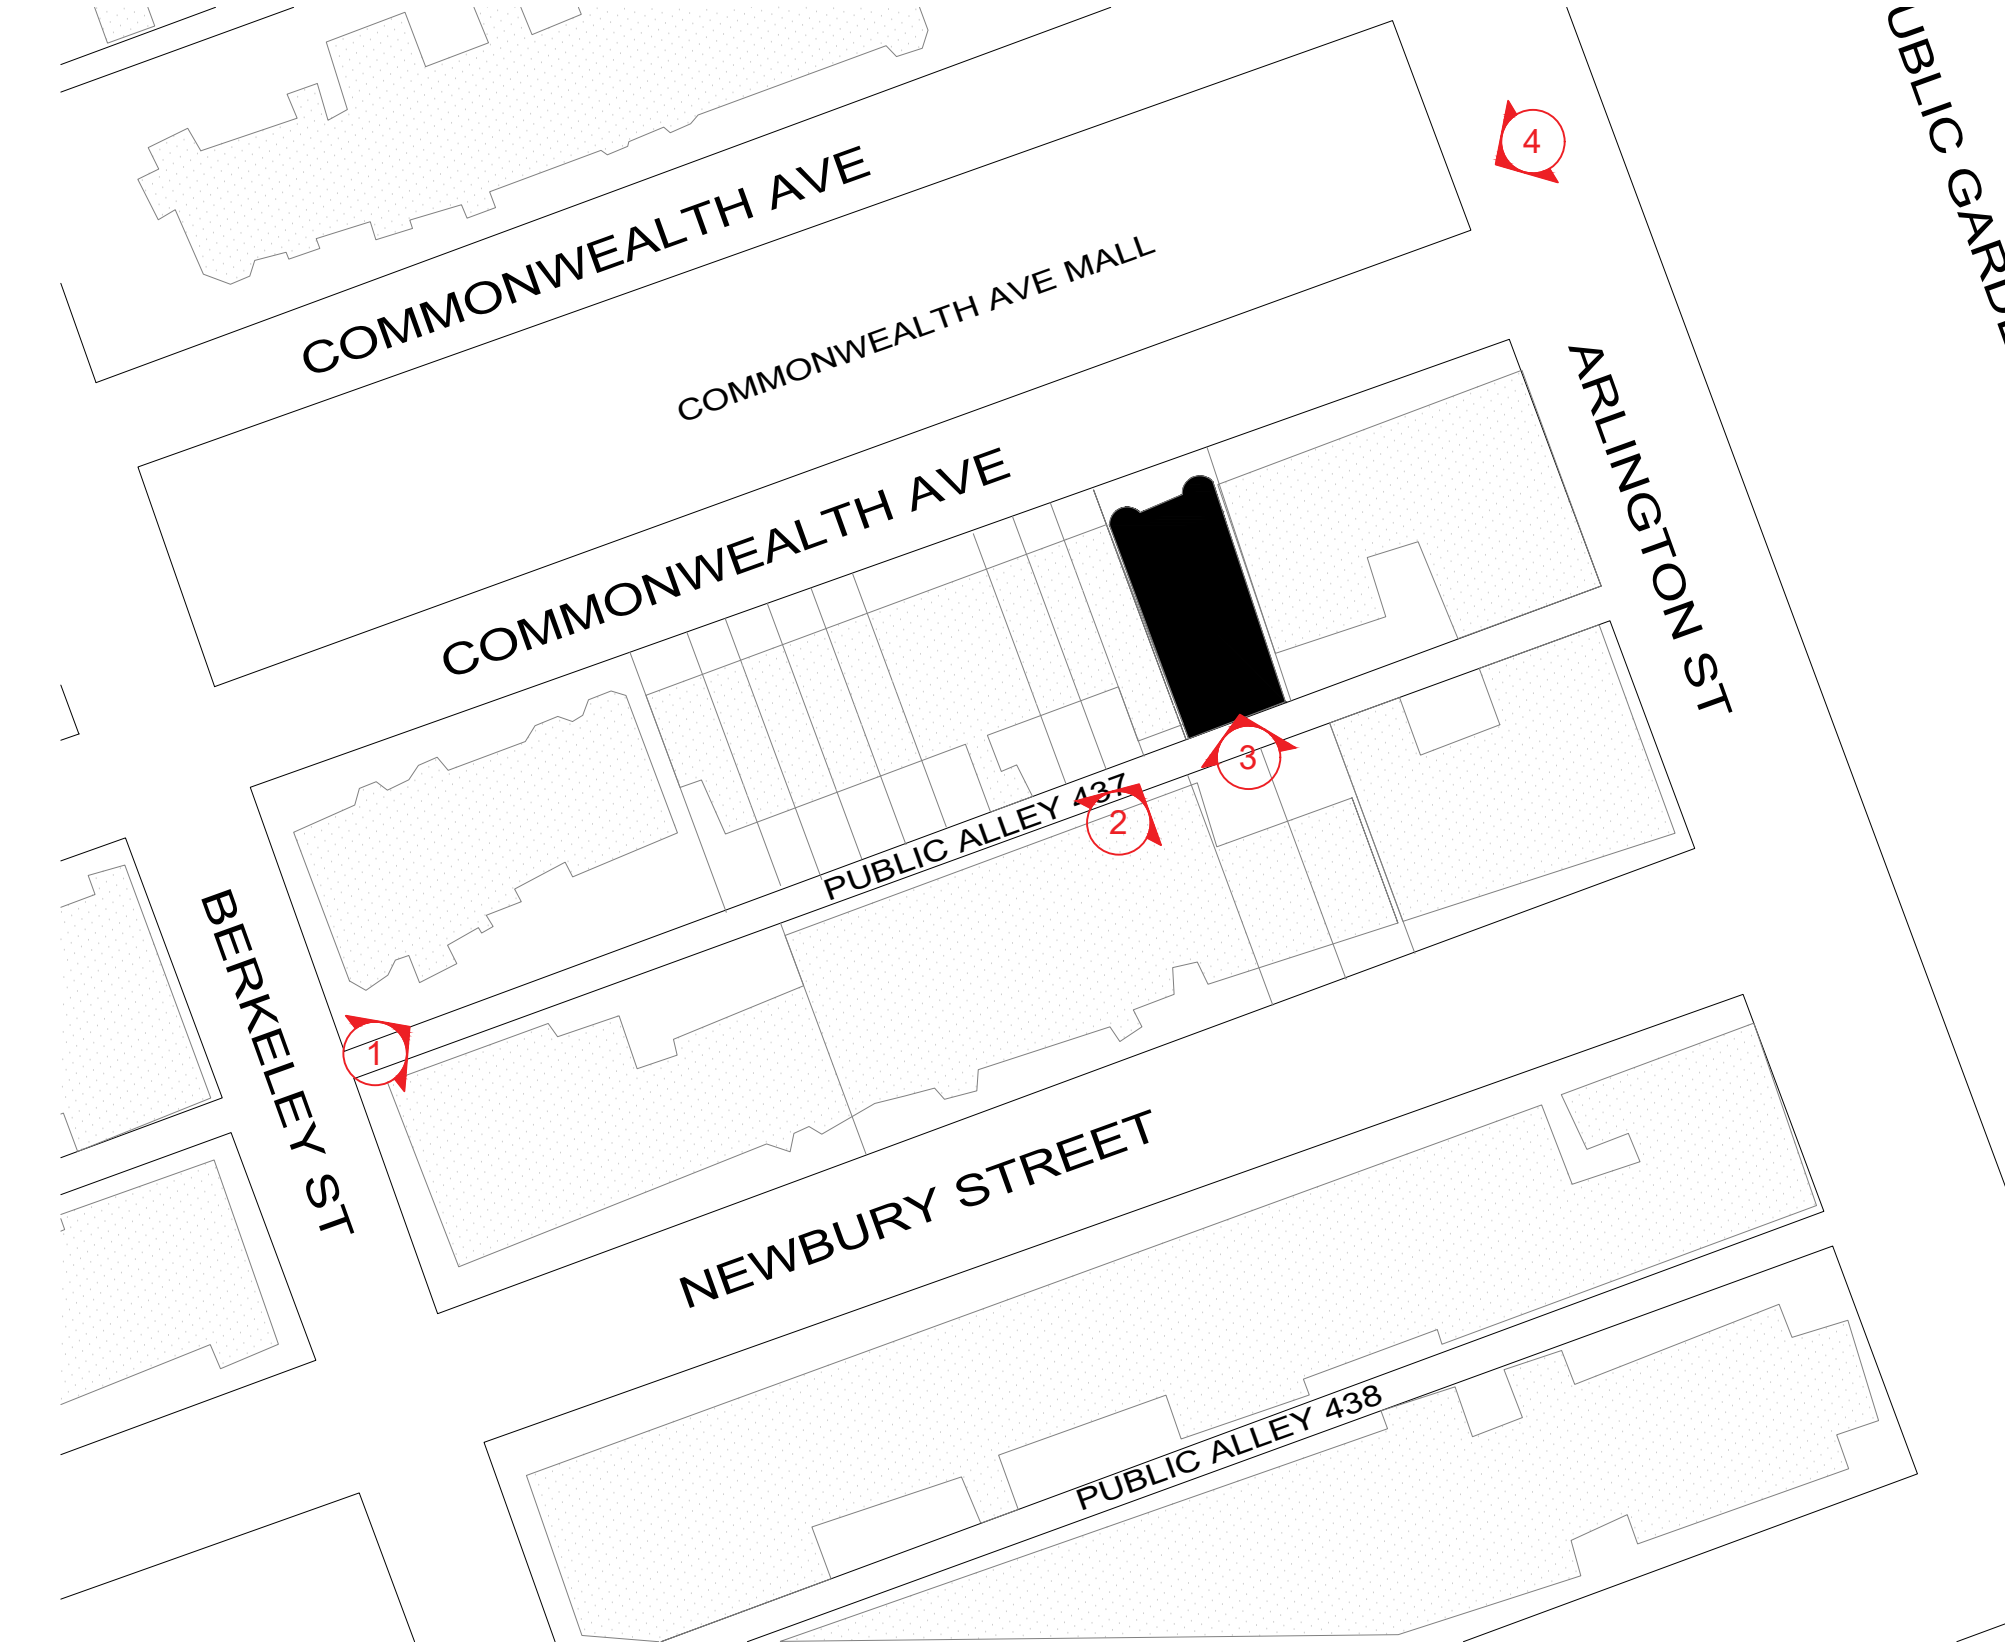 UBLIC GARDE
4
COMMONWEALTH AVE
COMMONWEALTH AVE MALL
ARLINGTON ST
COMMONWEALTH AVE
3
PUBLIC ALLEY 437
2
BERKELEY ST
1
NEWBURY STREET
PUBLIC ALLEY 438